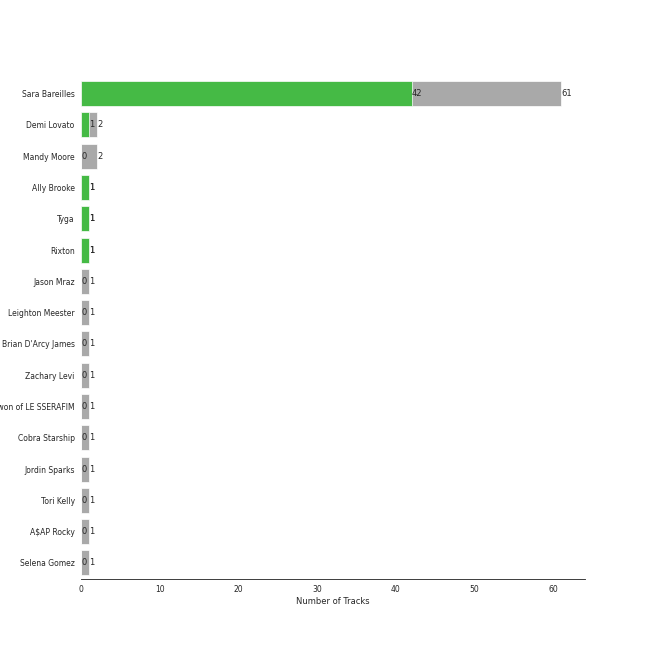 Sara Bareilles 42 61
Demi Lovato 1 2
Mandy Moore 0 2
Ally Brooke 1
Tyga 1
Rixton 1
Jason Mraz 0 1
Leighton Meester 0 1
Brian D'Arcy James 0 1
Zachary Levi 0 1
won of LE SSERAFIM 0 1
Cobra Starship 0 1
Jordin Sparks 0 1
Tori Kelly 0 1
A$AP Rocky 0 1
Selena Gomez 0 1
0 10 20 30 40 50 60
Number of Tracks